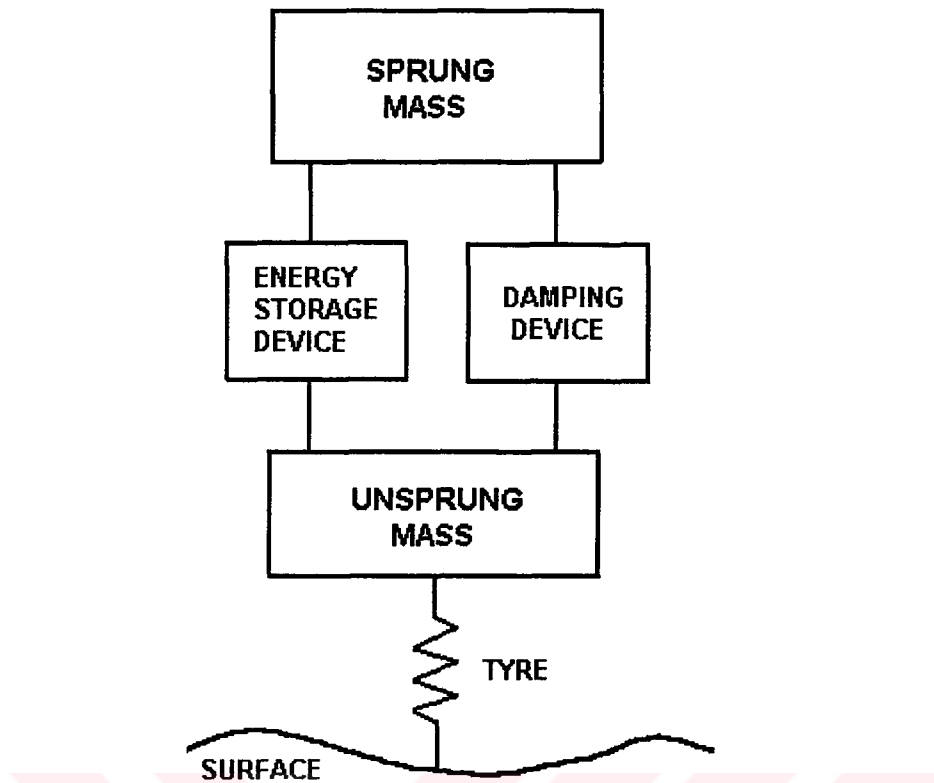 SPRUNG
MASS
ENERGY
STORAGE
DEVICE
DAMPING
DEVICE
UNSPRUNG
MASS
TYRE
SURFACE